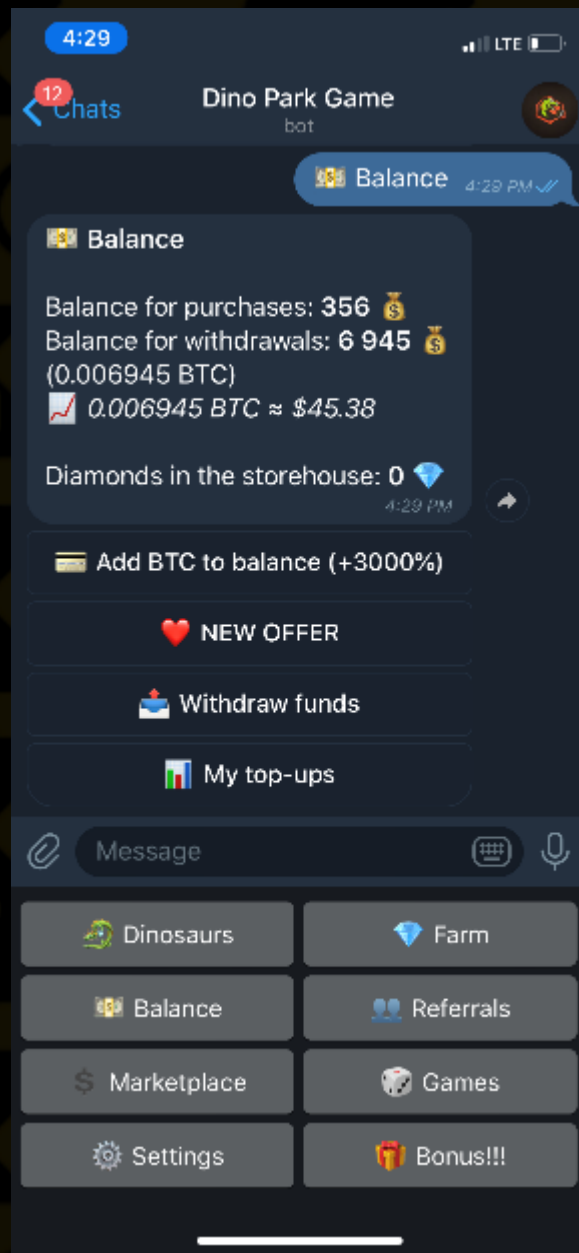 4:29
LTE
12
Chats
Dino Park Game
bot
💵 Balance 4:29 PM
💵 Balance
Balance for purchases: 356 💰
Balance for withdrawals: 6 945 💰
(0.006945 BTC)
📈 0.006945 BTC ≈ $45.38
Diamonds in the storehouse: 0 💎
4:29 PM
💳 Add BTC to balance (+3000%)
❤️ NEW OFFER
📤 Withdraw funds
📊 My top-ups
Message
🐉 Dinosaurs
💎 Farm
💵 Balance
👥 Referrals
💲 Marketplace
🎲 Games
⚙️ Settings
🎁 Bonus!!!